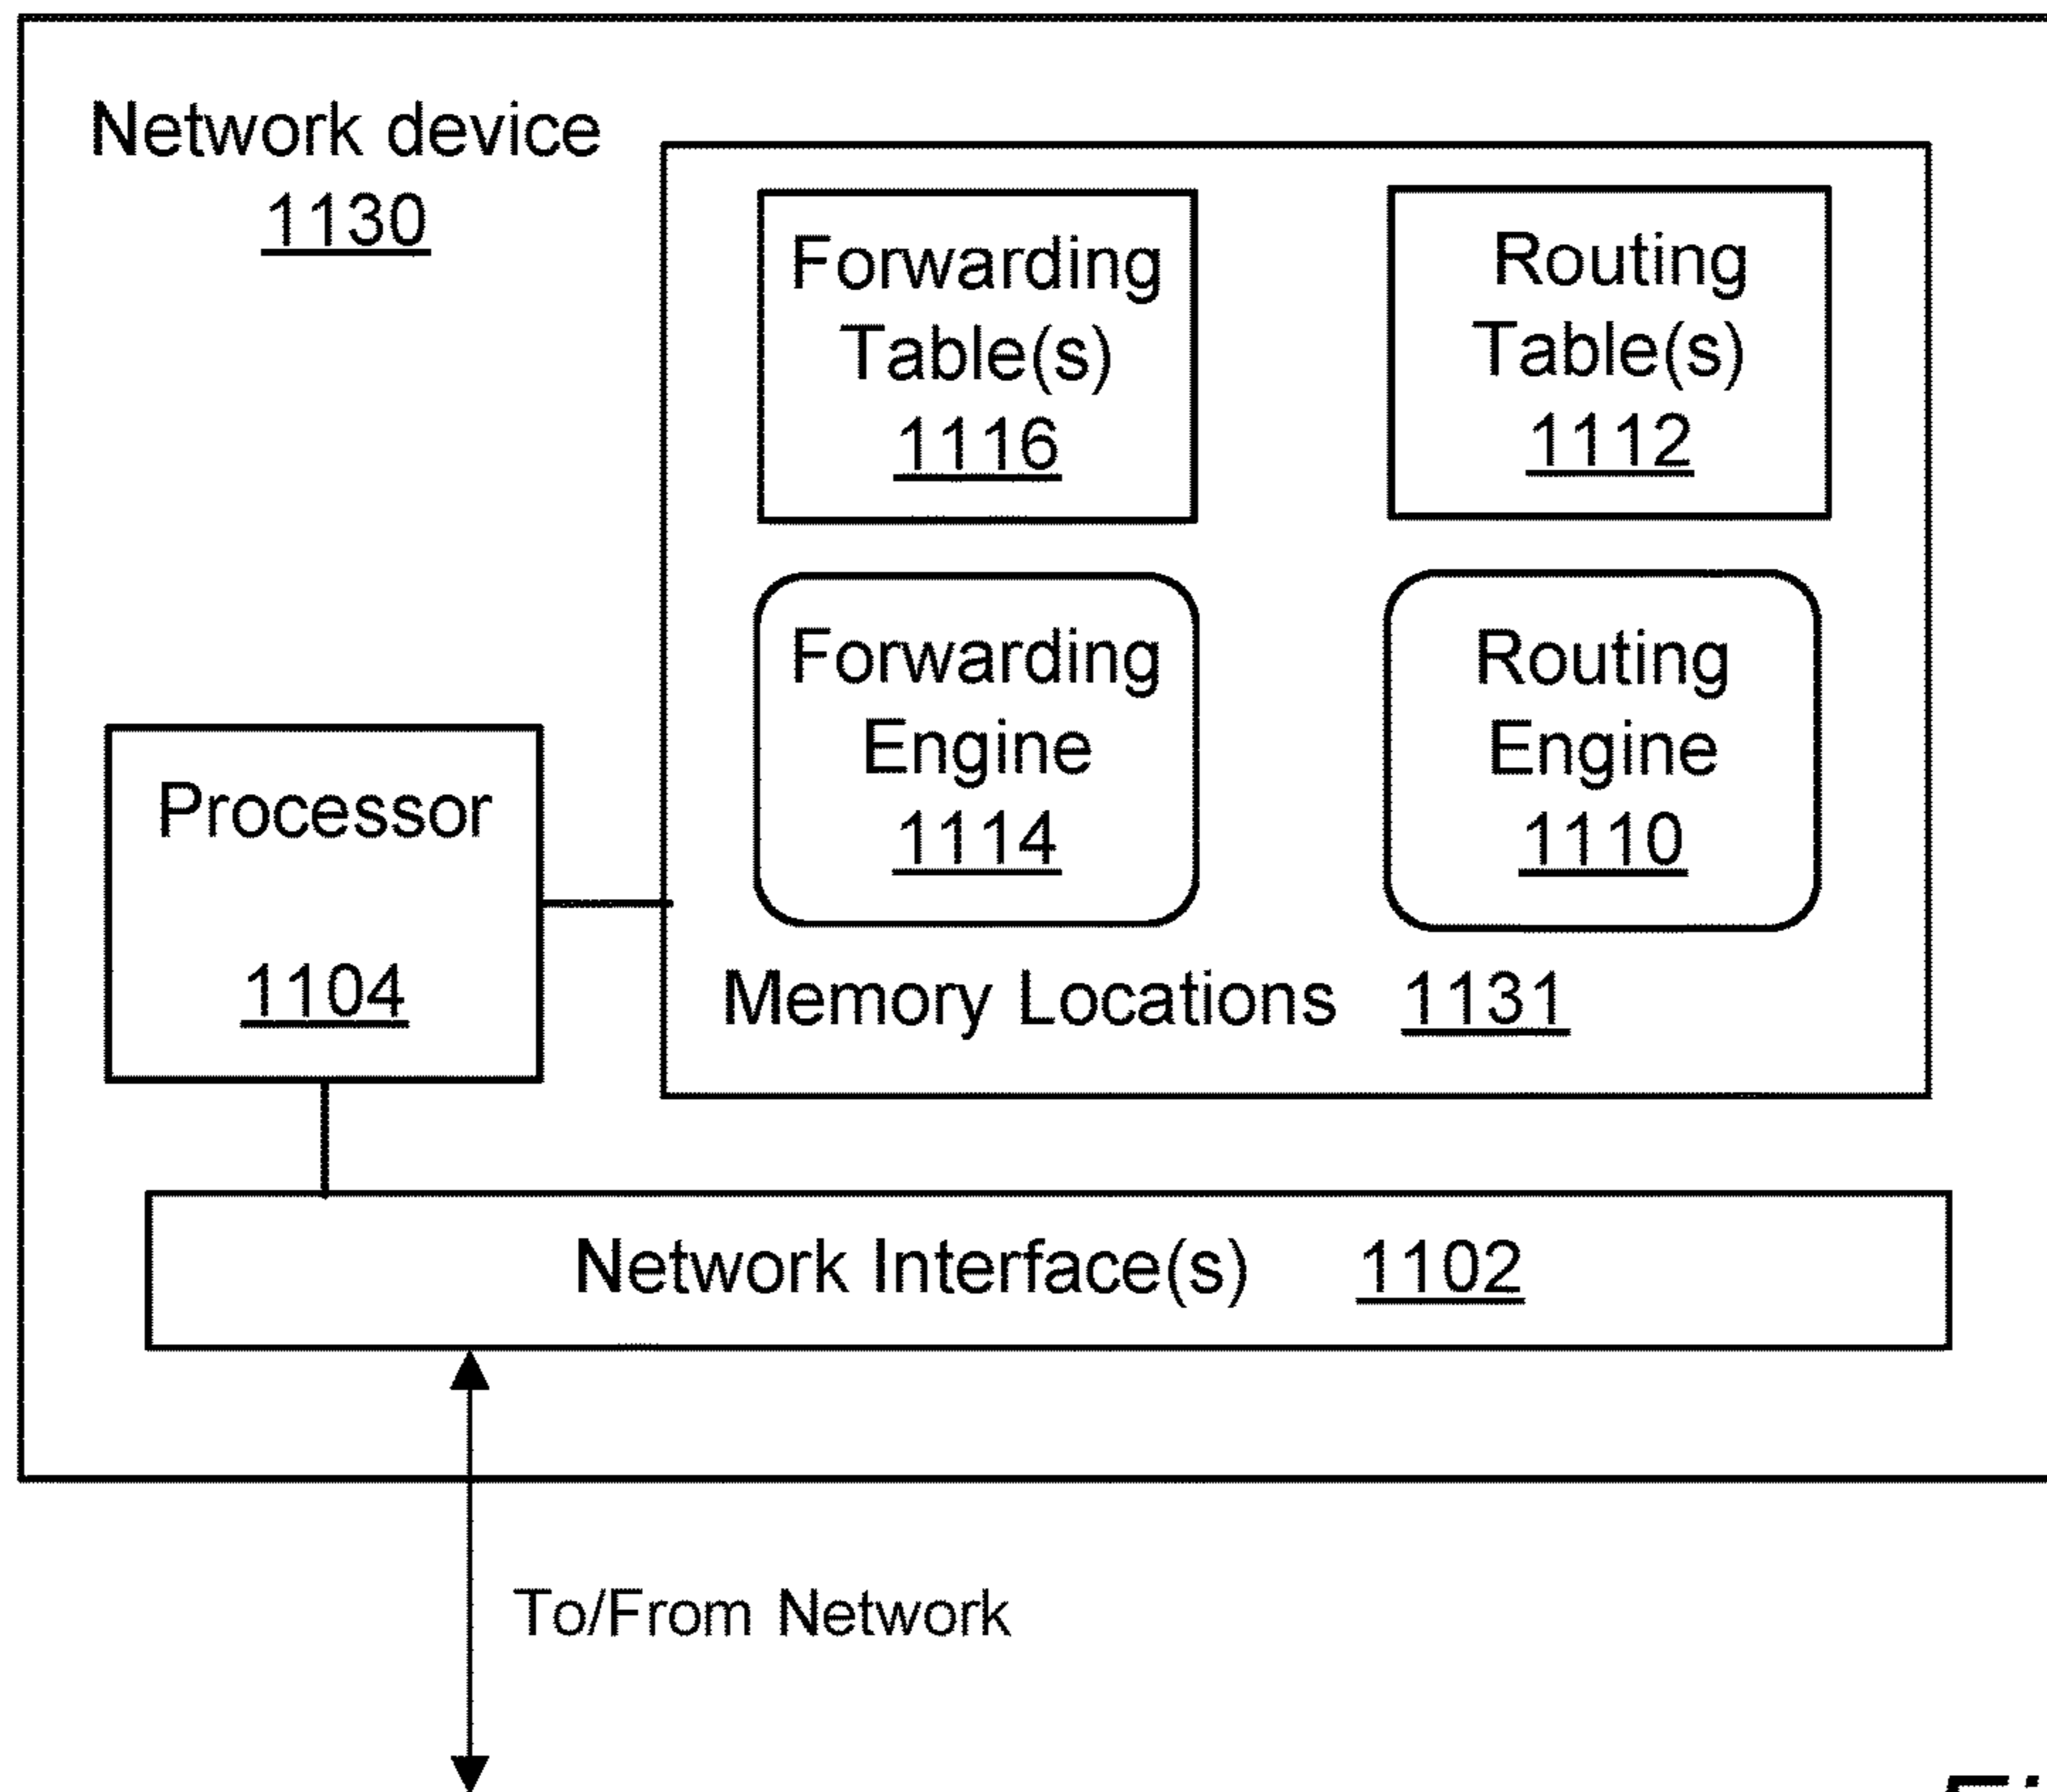 Network device
1130
Forwarding
Table(s)
1116
Routing
Table(s)
1112
Forwarding
Engine
1114
Routing
Engine
1110
Processor
1104
Memory Locations 1131
Network Interface(s) 1102
To/From Network